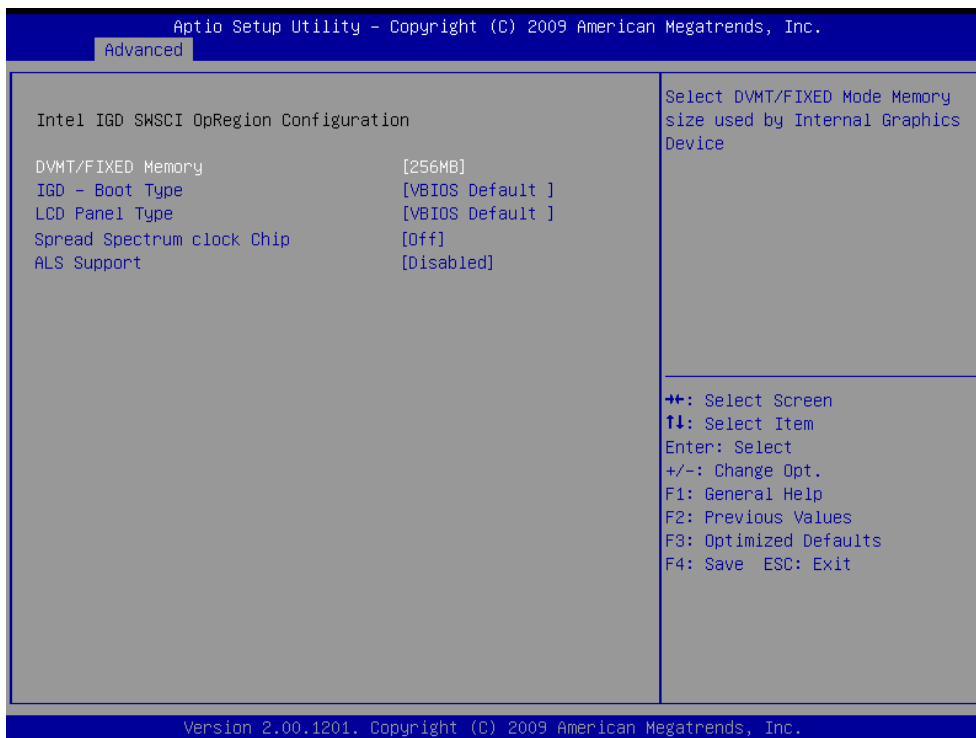 Aptio Setup Utility – Copyright (C) 2009 American Megatrends, Inc.
Advanced
Intel IGD SWSCI OpRegion Configuration
DVMT/FIXED Memory [256MB]
IGD – Boot Type [VBIOS Default ]
LCD Panel Type [VBIOS Default ]
Spread Spectrum clock Chip [Off]
ALS Support [Disabled]
Select DVMT/FIXED Mode Memory
size used by Internal Graphics
Device
→←: Select Screen
↑↓: Select Item
Enter: Select
+/-: Change Opt.
F1: General Help
F2: Previous Values
F3: Optimized Defaults
F4: Save  ESC: Exit
Version 2.00.1201. Copyright (C) 2009 American Megatrends, Inc.